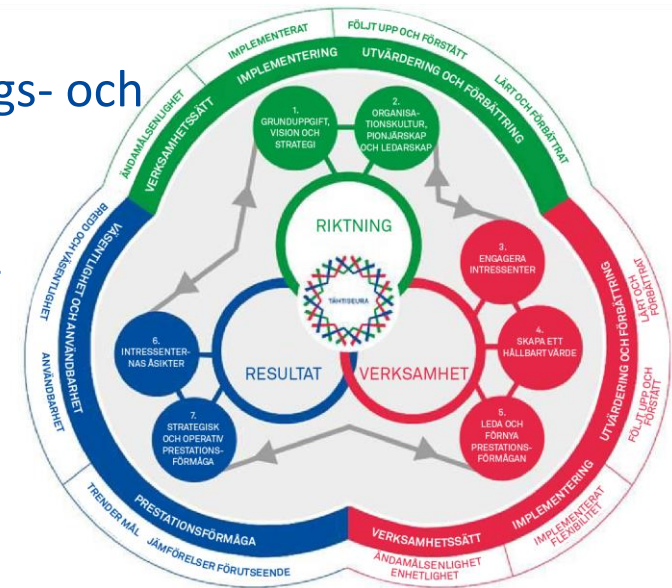 gs- och
ÄNDAMÅLSENLIGHET
IMPLEMENTERAT
FÖLJT UPP OCH FÖRSTÅTT
LÄRT OCH FÖRBÄTTRAT
VERKSAMHETSSÄTT
IMPLEMENTERING
UTVÄRDERING OCH FÖRBÄTTRING
1.
GRUNDUPPGIFT,
VISION OCH
STRATEGI
2.
ORGANISA-
TIONSKULTUR,
PIONJÄRSKAP
OCH LEDARSKAP
RIKTNING
TÄHTISEURA
3.
ENGAGERA
INTRESSENTER
4.
SKAPA ETT
HÅLLBART VÄRDE
5.
LEDA OCH
FÖRNYA
PRESTATIONS-
FÖRMÅGAN
VERKSAMHET
LÄRT OCH
FÖRBÄTTRAT
FÖLJT UPP OCH
FÖRSTÅTT
UTVÄRDERING OCH FÖRBÄTTRING
IMPLEMENTERING
VERKSAMHETSSÄTT
IMPLEMENTERAT
FLEXIBILITET
ÄNDAMÅLSENLIGHET
ENHETLIGHET
RESULTAT
6.
INTRESSENTER-
NAS ÅSIKTER
7.
STRATEGISK
OCH OPERATIV
PRESTATIONS-
FÖRMÅGA
BREDD OCH VÄSENTLIGHET
ANVÄNDBARHET
VÄSENTLIGHET OCH ANVÄNDBARHET
PRESTATIONSFÖRMÅGA
TRENDER MÅL JÄMFÖRELSER FÖRUTSEENDE